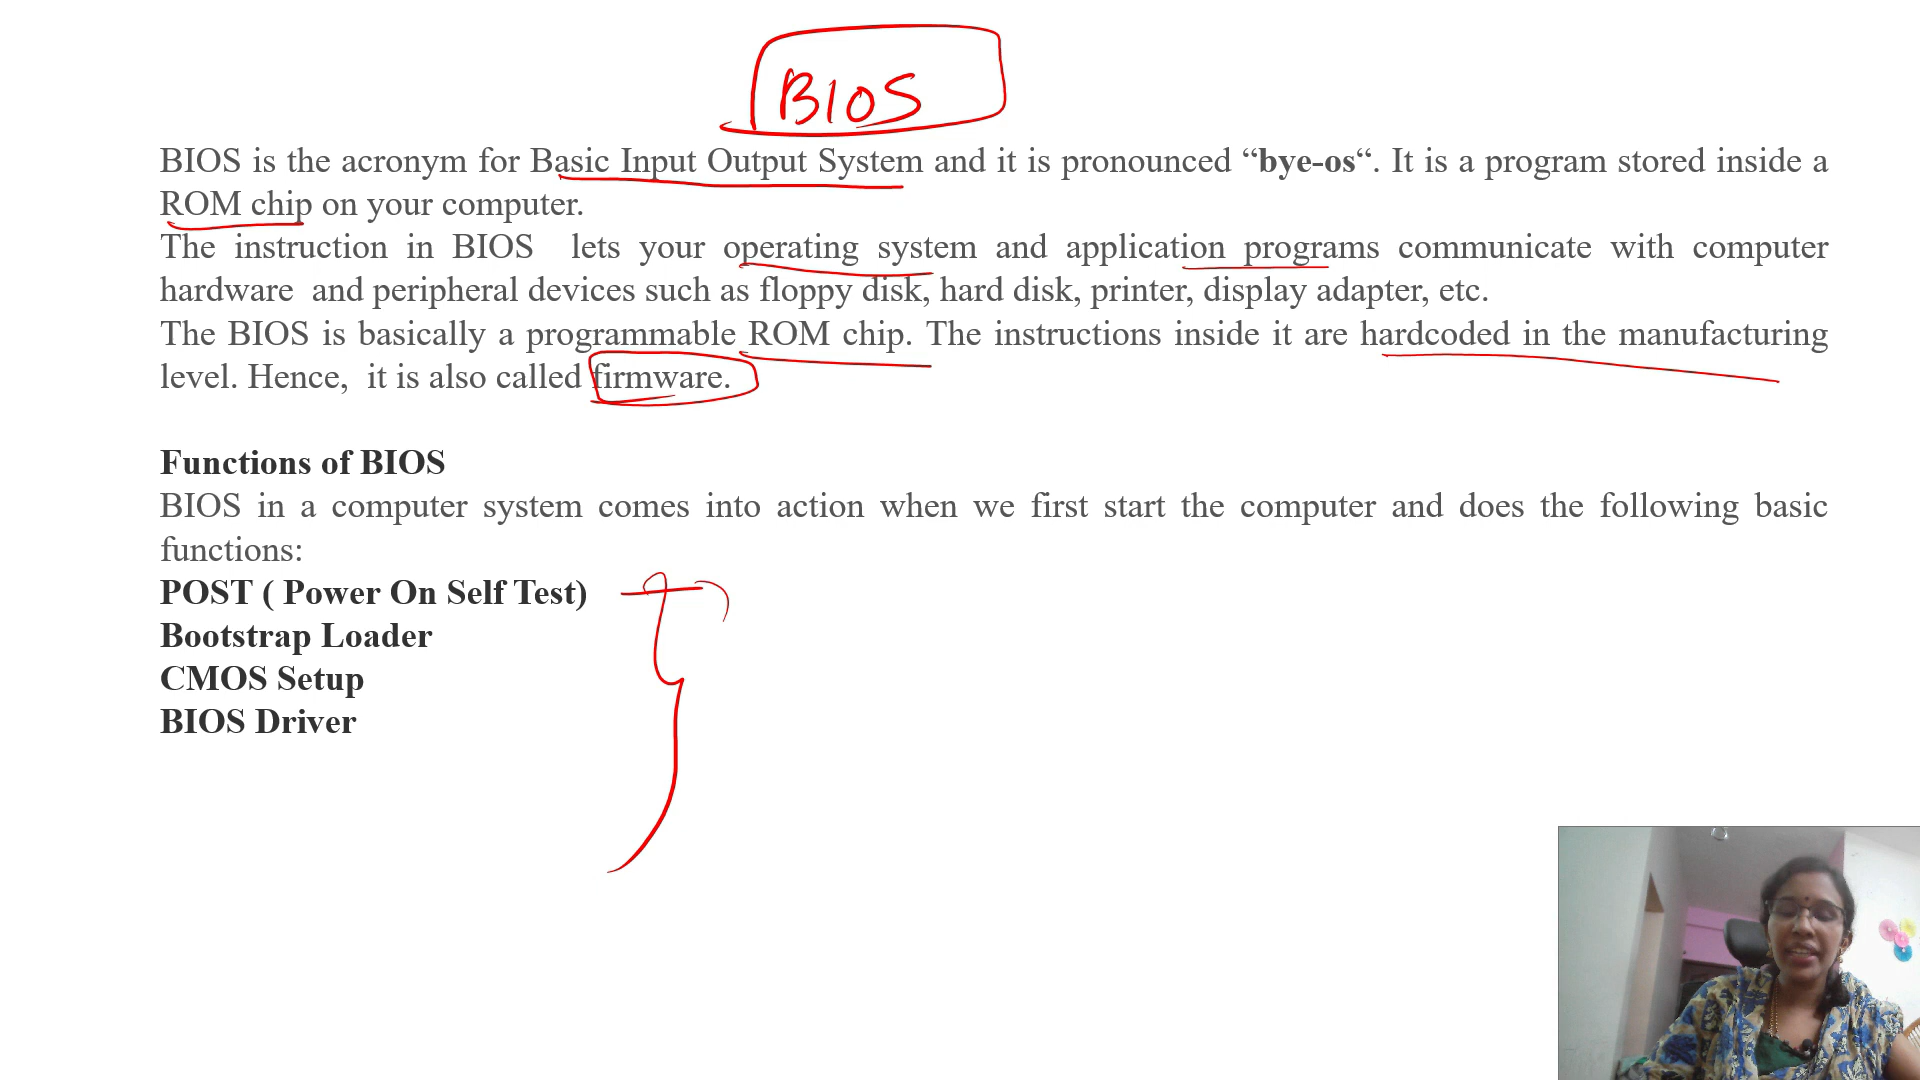 BIOS
BIOS is the acronym for Basic Input Output System and it is pronounced “bye-os“. It is a program stored inside a
ROM chip on your computer.
The instruction in BIOS lets your operating system and application programs communicate with computer
hardware and peripheral devices such as floppy disk, hard disk, printer, display adapter, etc.
The BIOS is basically a programmable ROM chip. The instructions inside it are hardcoded in the manufacturing
level. Hence, it is also called firmware.
Functions of BIOS
BIOS in a computer system comes into action when we first start the computer and does the following basic
functions:
POST ( Power On Self Test)
Bootstrap Loader
CMOS Setup
BIOS Driver